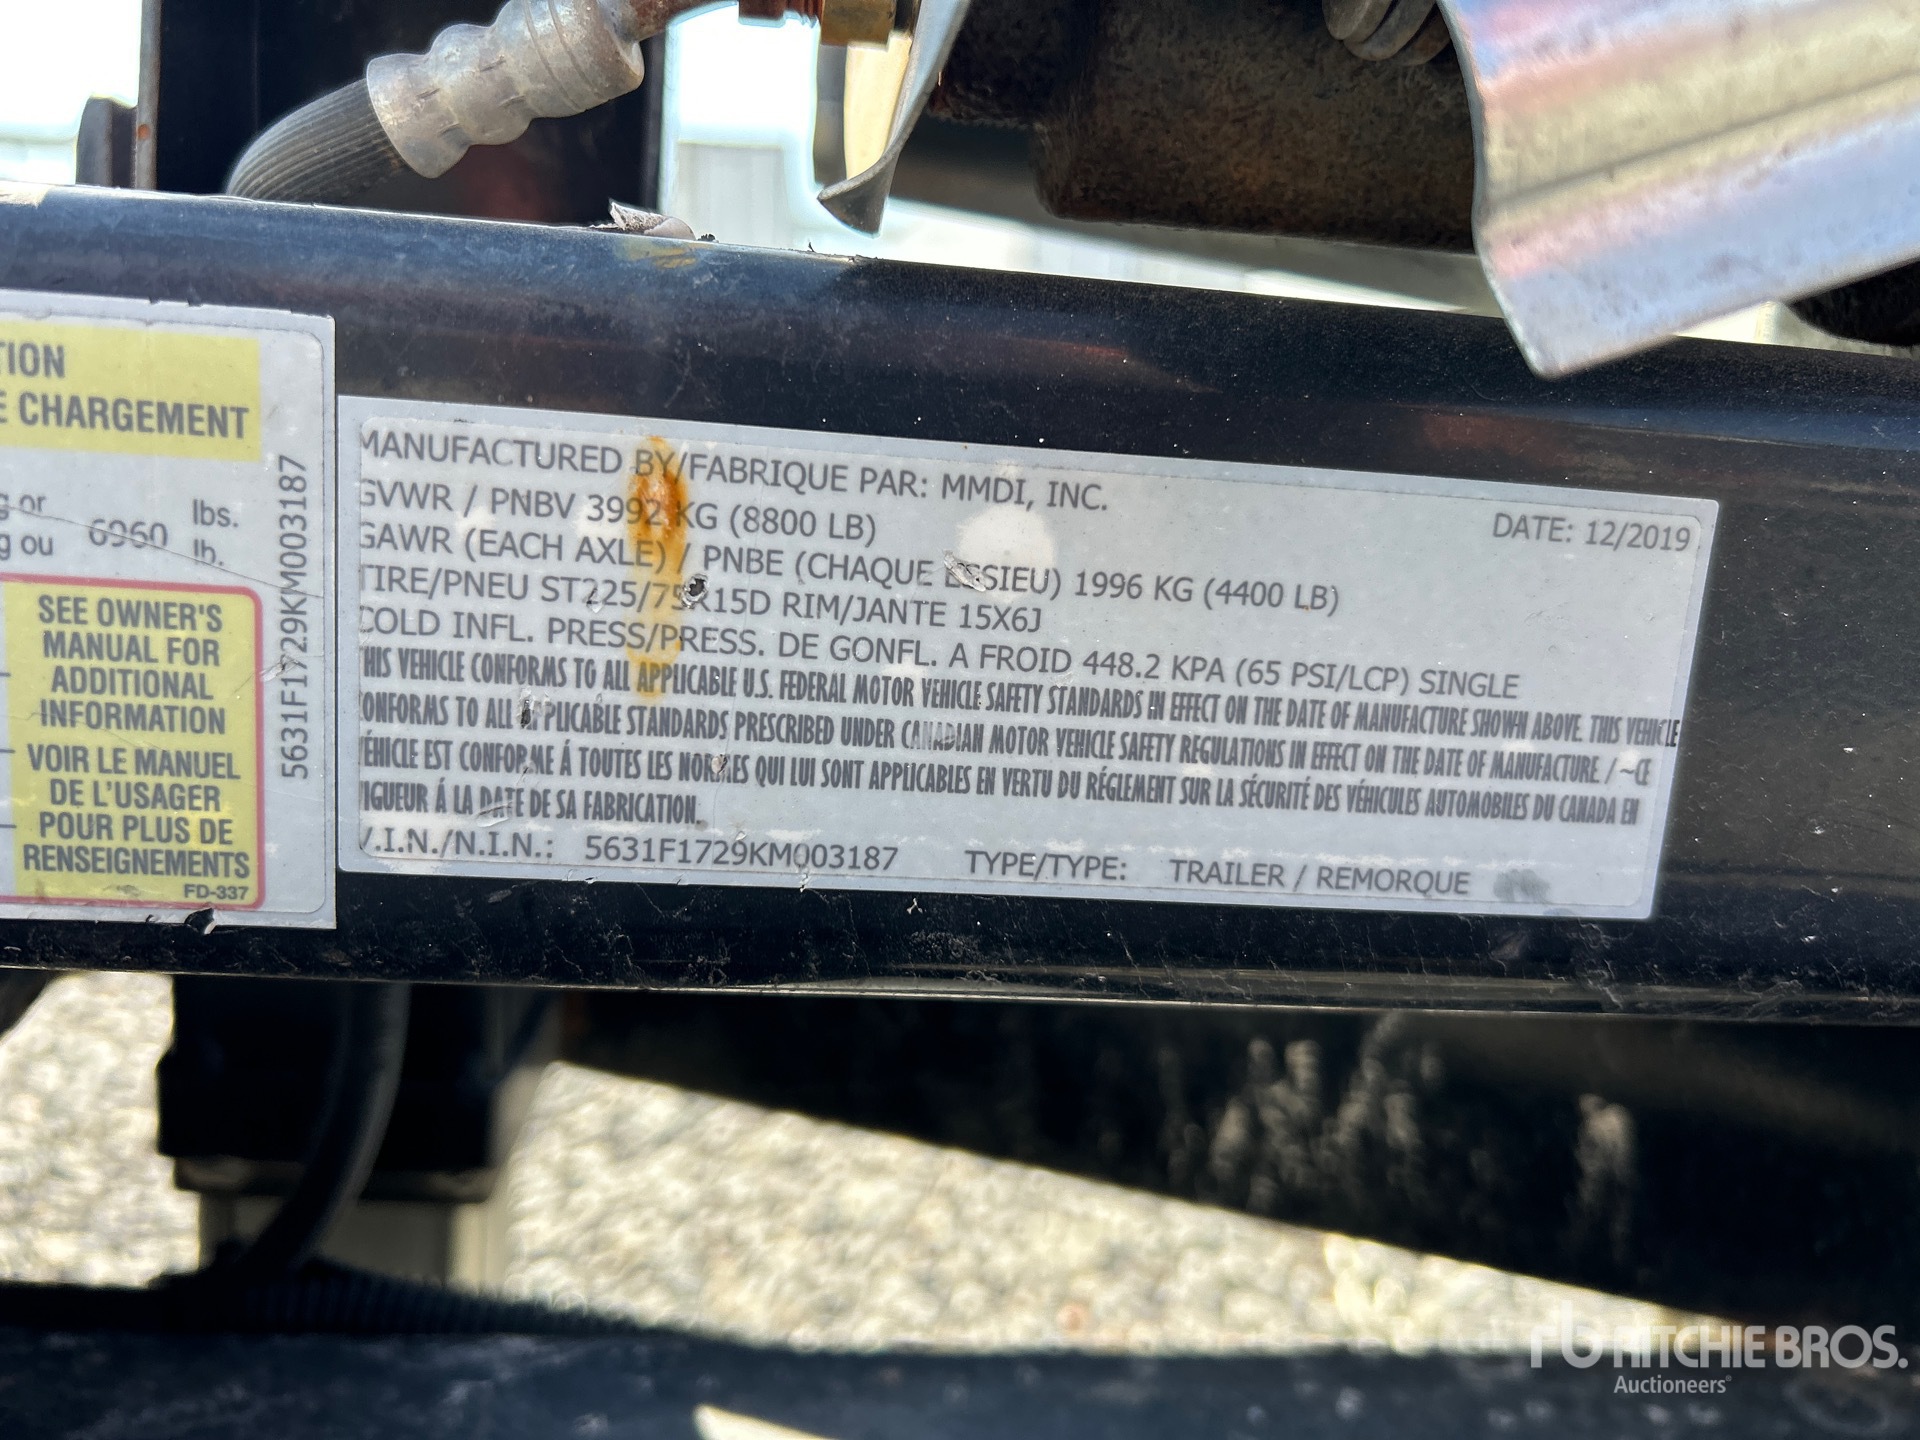 TION
E CHARGEMENT
g or 6960 lbs.
g ou lb.
SEE OWNER'S
MANUAL FOR
ADDITIONAL
INFORMATION
VOIR LE MANUEL
DE L'USAGER
POUR PLUS DE
RENSEIGNEMENTS
FD-337
5631F1729KM003187
MANUFACTURED BY/FABRIQUE PAR: MMDI, INC.
DATE: 12/2019
GVWR / PNBV 3992 KG (8800 LB)
GAWR (EACH AXLE) / PNBE (CHAQUE ESSIEU) 1996 KG (4400 LB)
TIRE/PNEU ST225/75R15D RIM/JANTE 15X6J
COLD INFL. PRESS/PRESS. DE GONFL. A FROID 448.2 KPA (65 PSI/LCP) SINGLE
THIS VEHICLE CONFORMS TO ALL APPLICABLE U.S. FEDERAL MOTOR VEHICLE SAFETY STANDARDS IN EFFECT ON THE DATE OF MANUFACTURE SHOWN ABOVE. THIS VEHICLE
ONFORMS TO ALL APPLICABLE STANDARDS PRESCRIBED UNDER CANADIAN MOTOR VEHICLE SAFETY REGULATIONS IN EFFECT ON THE DATE OF MANUFACTURE. / ~CE
ÉHICLE EST CONFORME Á TOUTES LES NORMES QUI LUI SONT APPLICABLES EN VERTU DU RÉGLEMENT SUR LA SÉCURITÉ DES VÉHICULES AUTOMOBILES DU CANADA EN
IGUEUR Á LA DATE DE SA FABRICATION.
V.I.N./N.I.N.: 5631F1729KM003187 TYPE/TYPE: TRAILER / REMORQUE
rb RITCHIE BROS.
Auctioneers